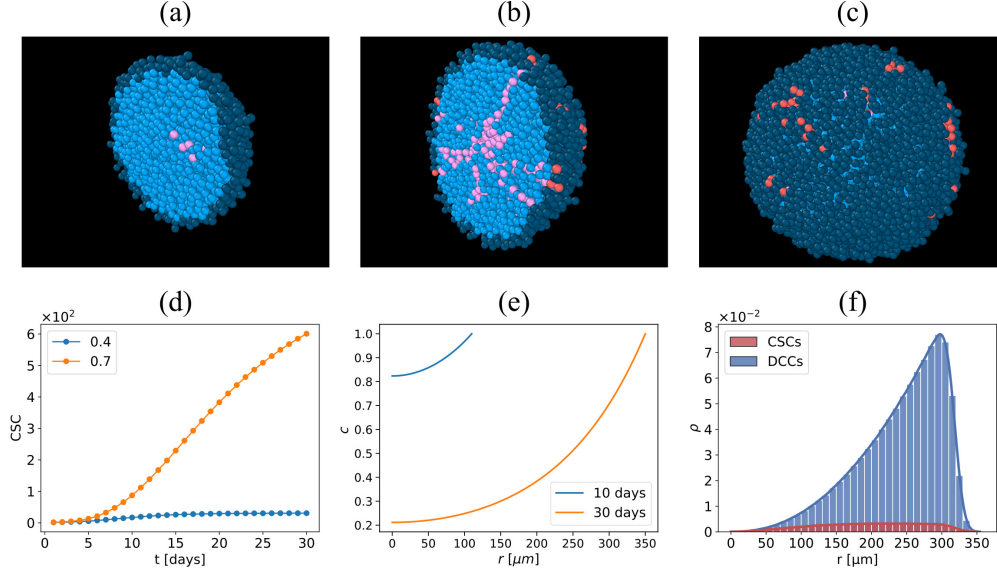 (a)
(b)
(c)
(d)
×10²
6
5
4
3
2
1
0
CSC
0.4
0.7
0 5 10 15 20 25 30
t [days]
(e)
1.0
0.9
0.8
0.7
0.6
0.5
0.4
0.3
0.2
c
10 days
30 days
0 50 100 150 200 250 300 350
r [μm]
(f)
×10⁻²
8
7
6
5
4
3
2
1
0
ρ
CSCs
DCCs
0 50 100 150 200 250 300 350
r [μm]